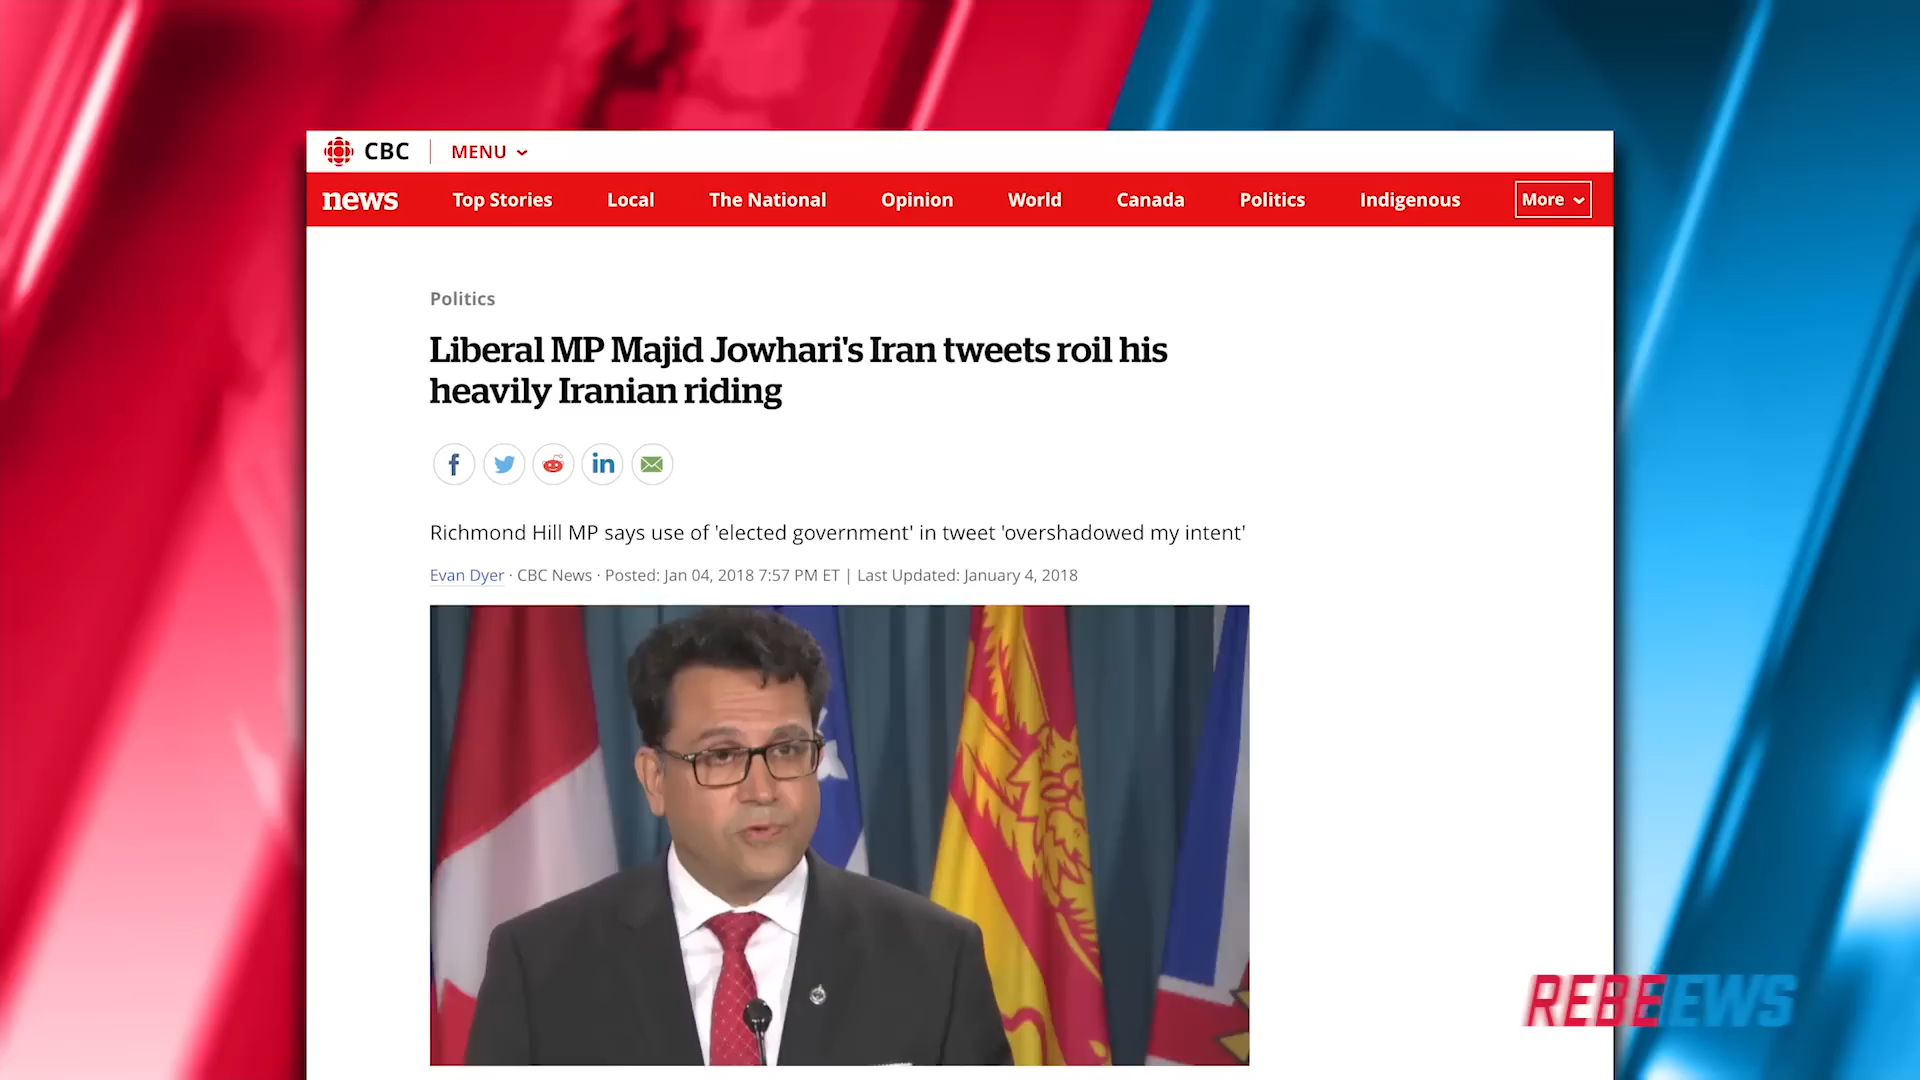 CBC
MENU
news
Top Stories
Local
The National
Opinion
World
Canada
Politics
Indigenous
More
Politics
Liberal MP Majid Jowhari's Iran tweets roil his
heavily Iranian riding
Richmond Hill MP says use of 'elected government' in tweet 'overshadowed my intent'
Evan Dyer · CBC News · Posted: Jan 04, 2018 7:57 PM ET | Last Updated: January 4, 2018